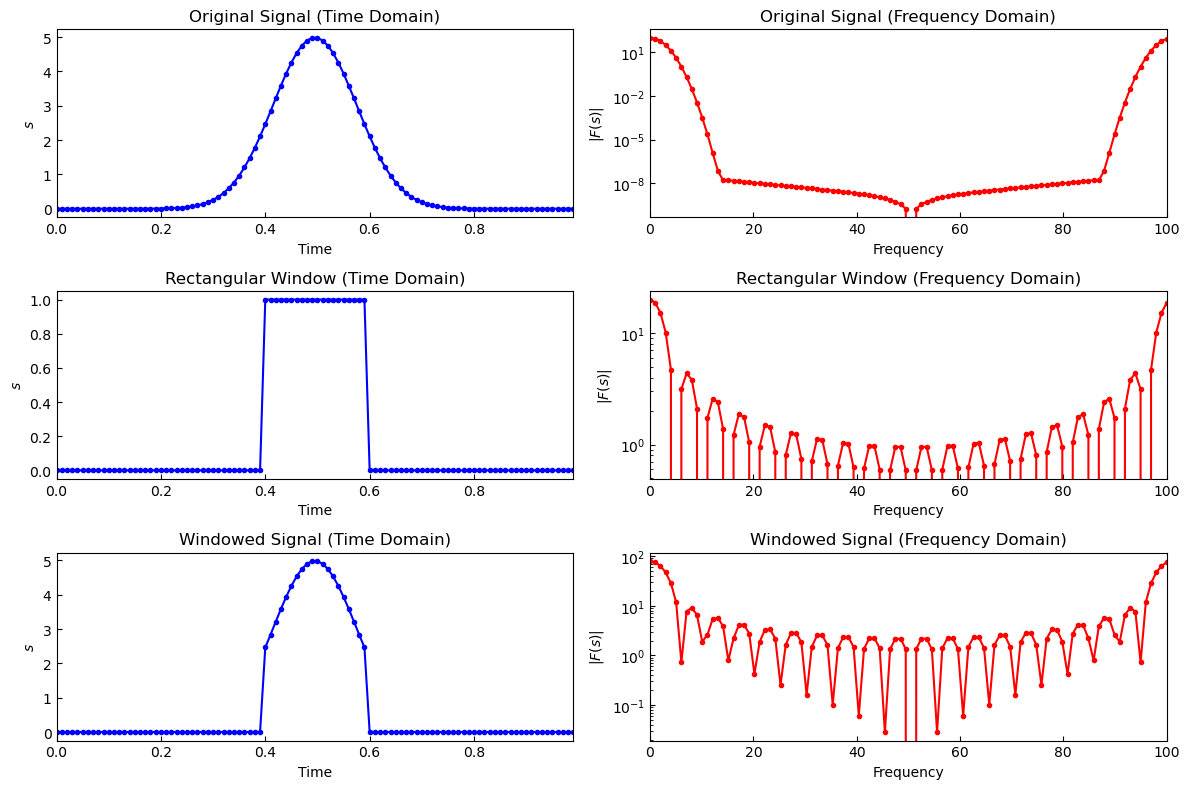 Original Signal (Time Domain)
s
5
4
3
2
1
0
0.0 0.2 0.4 0.6 0.8
Time
Original Signal (Frequency Domain)
|F(s)|
10^1
10^-2
10^-5
10^-8
0 20 40 60 80 100
Frequency
Rectangular Window (Time Domain)
s
1.0
0.8
0.6
0.4
0.2
0.0
0.0 0.2 0.4 0.6 0.8
Time
Rectangular Window (Frequency Domain)
|F(s)|
10^1
10^0
0 20 40 60 80 100
Frequency
Windowed Signal (Time Domain)
s
5
4
3
2
1
0
0.0 0.2 0.4 0.6 0.8
Time
Windowed Signal (Frequency Domain)
|F(s)|
10^2
10^1
10^0
10^-1
0 20 40 60 80 100
Frequency